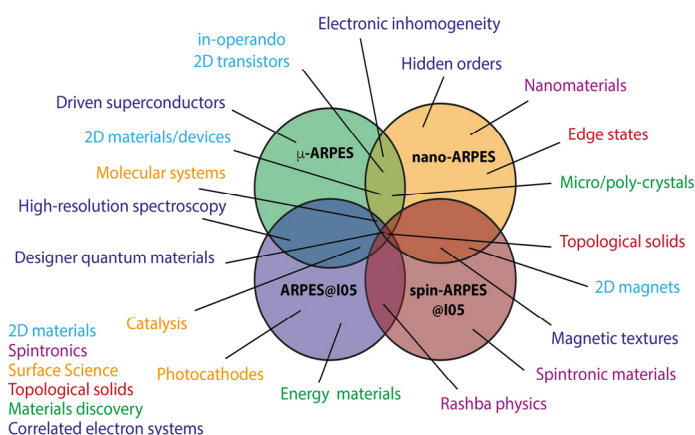 Electronic inhomogeneity
in-operando
2D transistors
Hidden orders
Nanomaterials
Driven superconductors
2D materials/devices
Edge states
μ-ARPES
nano-ARPES
Molecular systems
Micro/poly-crystals
High-resolution spectroscopy
Topological solids
Designer quantum materials
ARPES@I05
spin-ARPES
@I05
2D magnets
Catalysis
Magnetic textures
Photocathodes
Spintronic materials
Energy materials
Rashba physics
2D materials
Spintronics
Surface Science
Topological solids
Materials discovery
Correlated electron systems